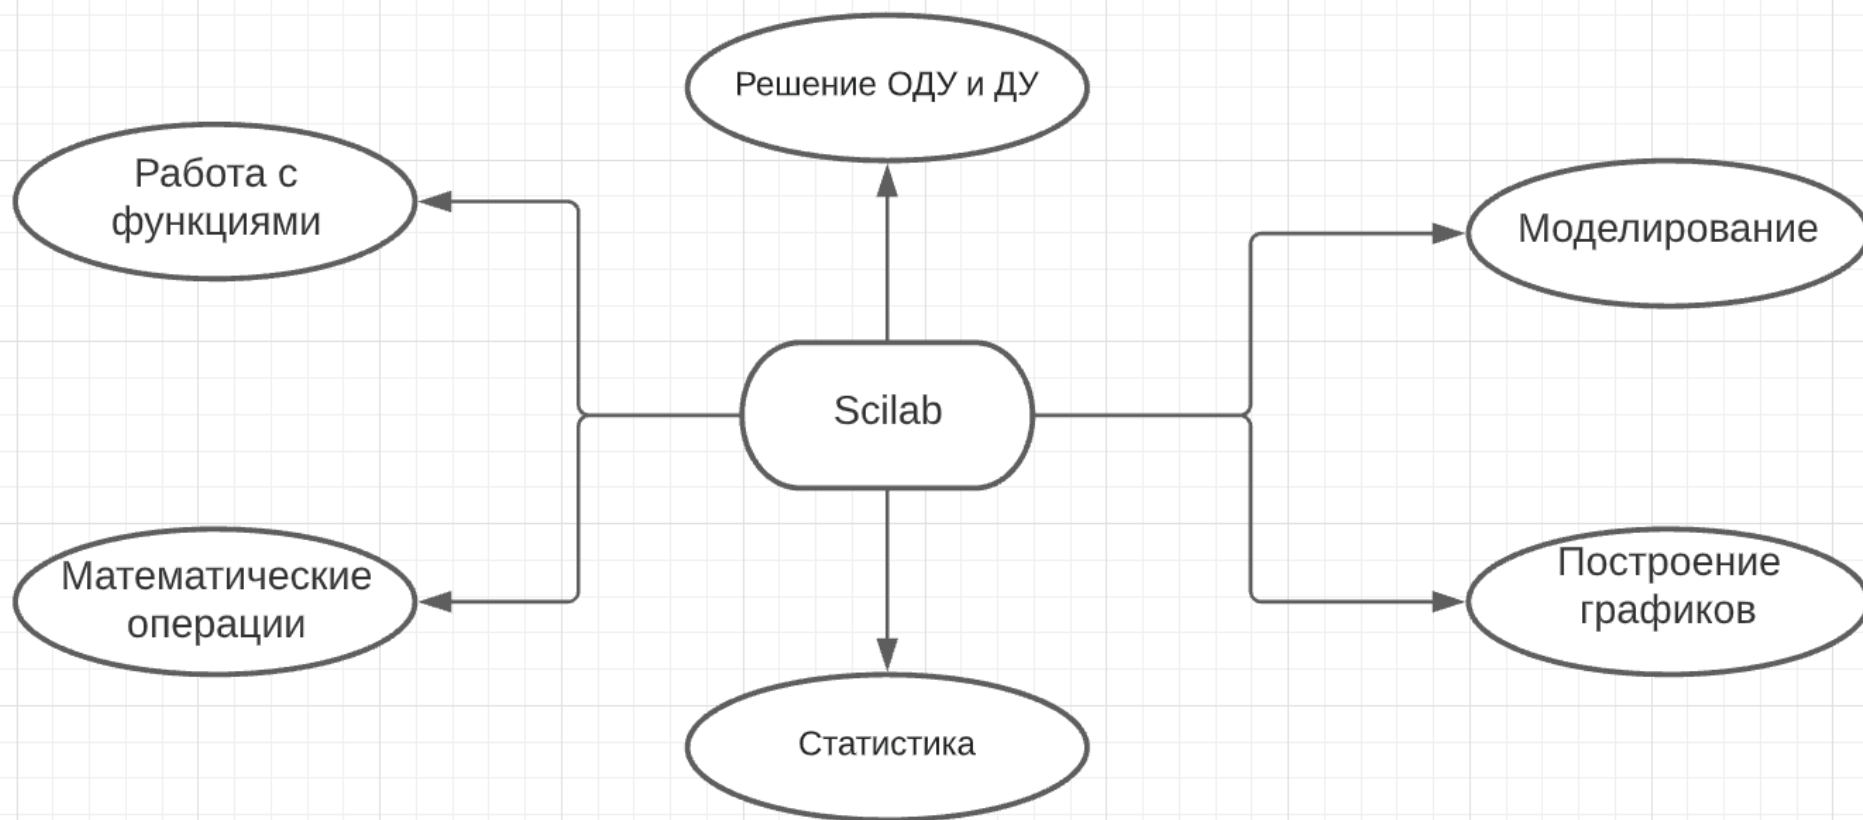 Решение ОДУ и ДУ
Работа с
функциями
Моделирование
Scilab
Математические
операции
Построение
графиков
Статистика